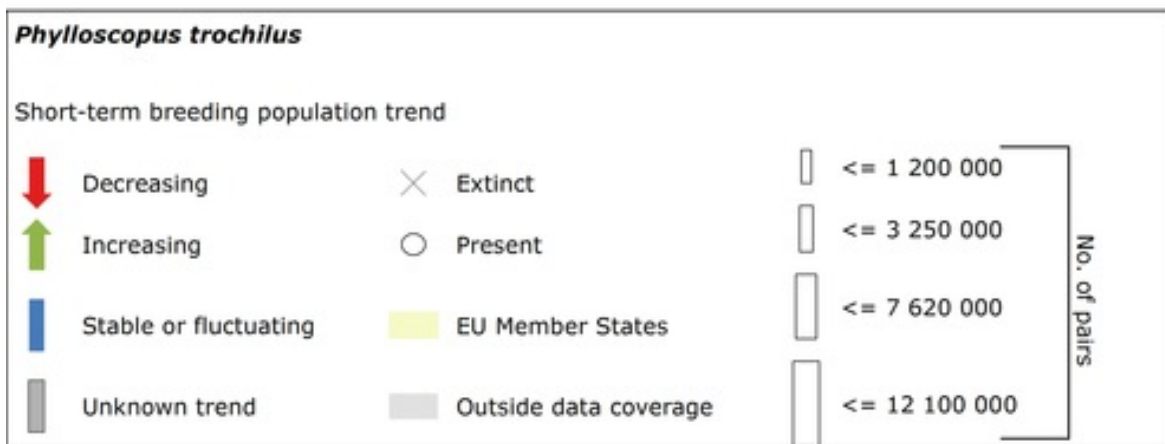 Phylloscopus trochilus
Short-term breeding population trend
Decreasing
Increasing
Stable or fluctuating
Unknown trend
Extinct
Present
EU Member States
Outside data coverage
<= 1 200 000
<= 3 250 000
<= 7 620 000
<= 12 100 000
No. of pairs